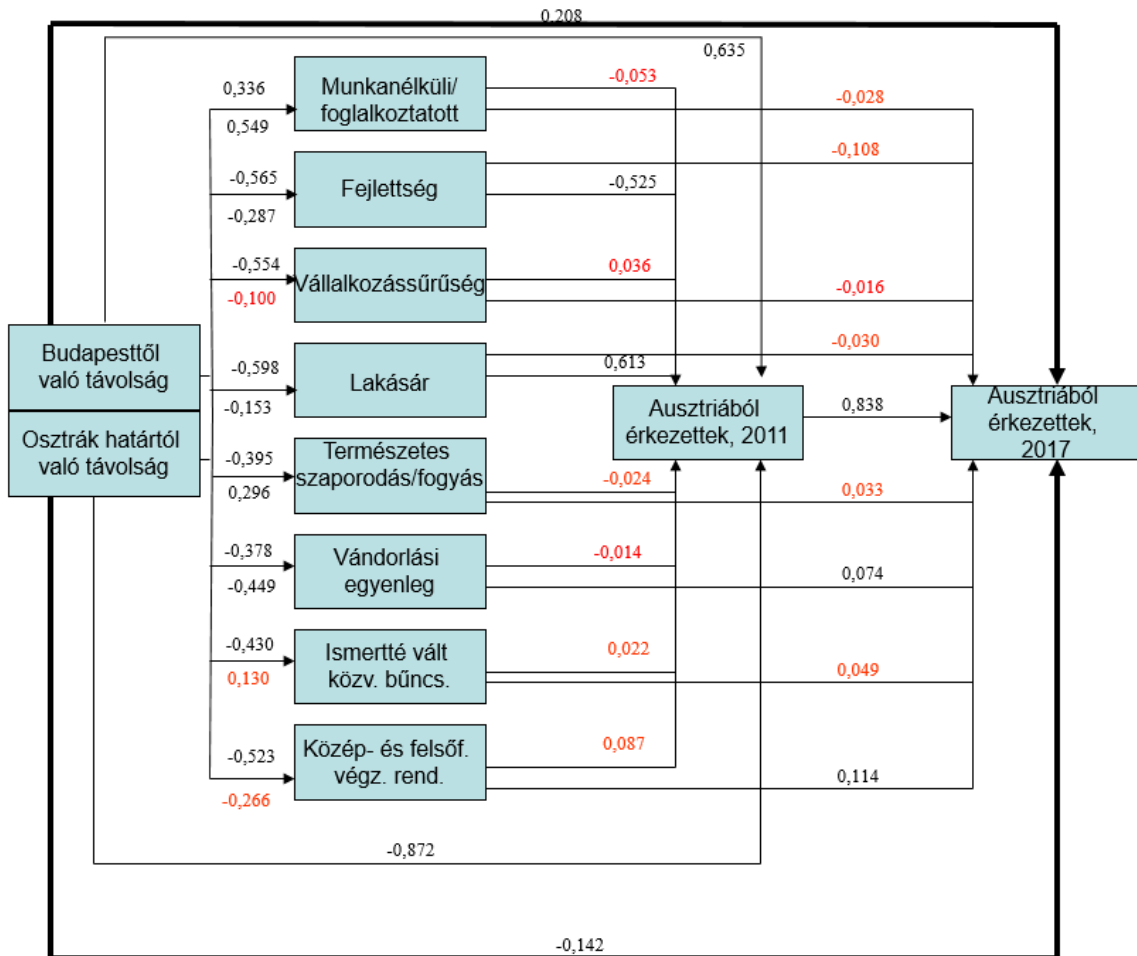 0,208
0,635
0,336
0,549
Munkanélküli/
foglalkoztatott
-0,053
-0,028
-0,108
-0,565
-0,287
Fejlettség
-0,525
-0,554
-0,100
Vállalkozássűrűség
0,036
-0,016
-0,030
Budapesttől
való távolság
Osztrák határtól
való távolság
-0,598
-0,153
Lakásár
0,613
Ausztriából
érkezettek, 2011
0,838
Ausztriából
érkezettek,
2017
-0,395
0,296
Természetes
szaporodás/fogyás
-0,024
0,033
-0,378
-0,449
Vándorlási
egyenleg
-0,014
0,074
-0,430
0,130
Ismertté vált
közv. bűncs.
0,022
0,049
-0,523
-0,266
Közép- és felsőf.
végz. rend.
0,087
0,114
-0,872
-0,142